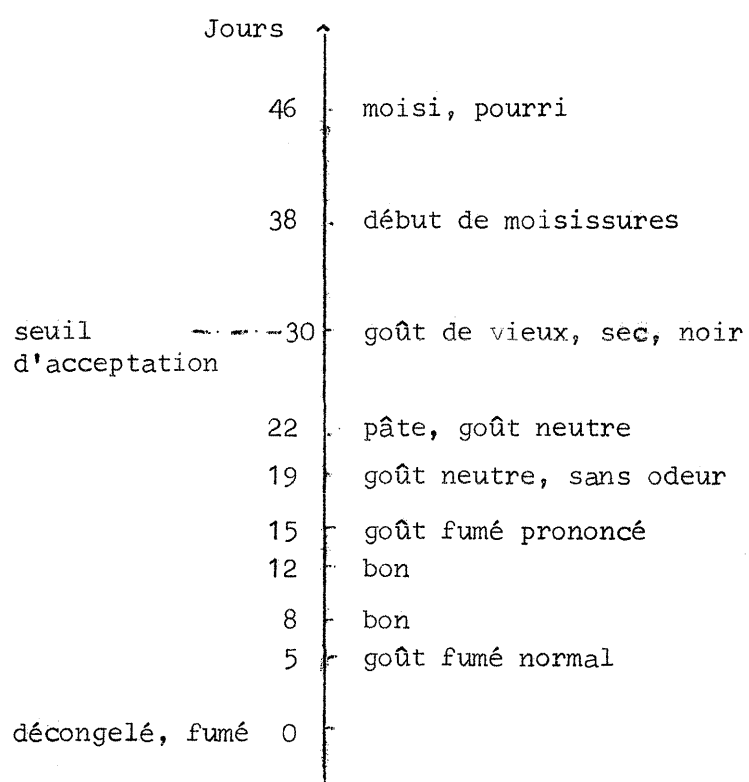 Jours
46 moisi, pourri
38 début de moisissures
seuil 30 goût de vieux, sec, noir
d'acceptation
22 pâte, goût neutre
19 goût neutre, sans odeur
15 goût fumé prononcé
12 bon
8 bon
5 goût fumé normal
décongelé, fumé 0